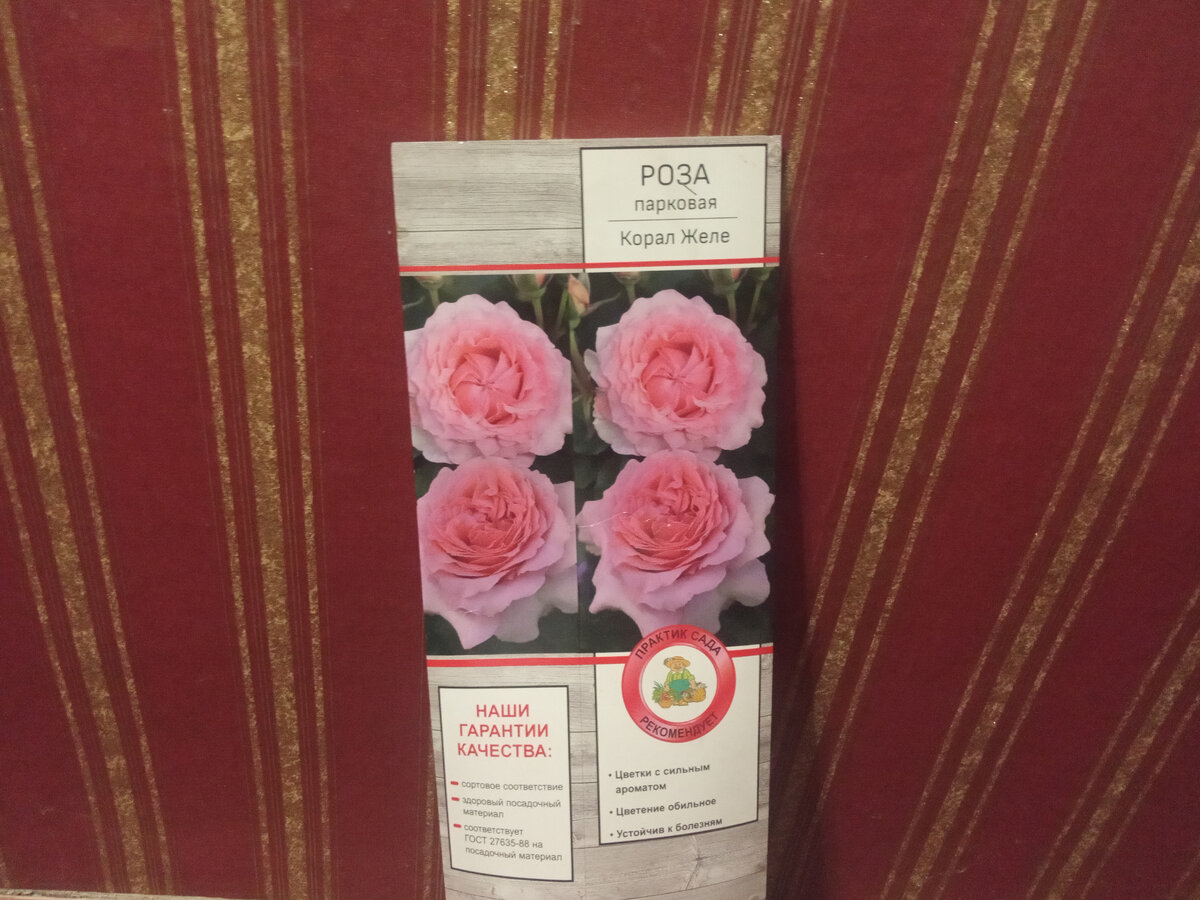 РОЗА
парковая
Корал Желе
ПРАКТИК САДА
РЕКОМЕНДУЕТ
НАШИ
ГАРАНТИИ
КАЧЕСТВА:
сортовое соответствие
здоровый посадочный
материал
соответствует
ГОСТ 27635-88 на
посадочный материал
• Цветки с сильным
ароматом
• Цветение обильное
• Устойчив к болезням